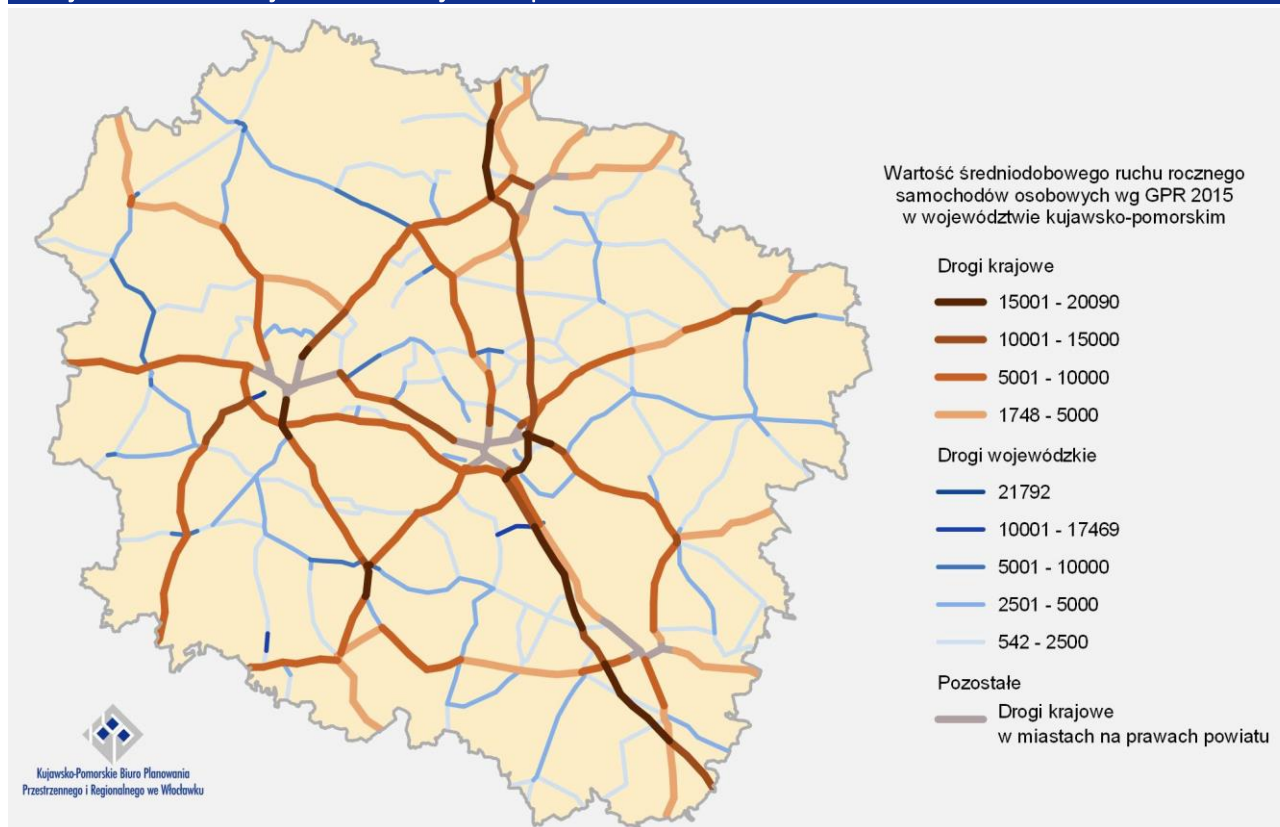 Wartość średniodobowego ruchu rocznego
samochodów osobowych wg GPR 2015
w województwie kujawsko-pomorskim
Drogi krajowe
15001 - 20090
10001 - 15000
5001 - 10000
1748 - 5000
Drogi wojewódzkie
21792
10001 - 17469
5001 - 10000
2501 - 5000
542 - 2500
Pozostałe
Drogi krajowe
w miastach na prawach powiatu
Kujawsko-Pomorskie Biuro Planowania
Przestrzennego i Regionalnego we Włocławku